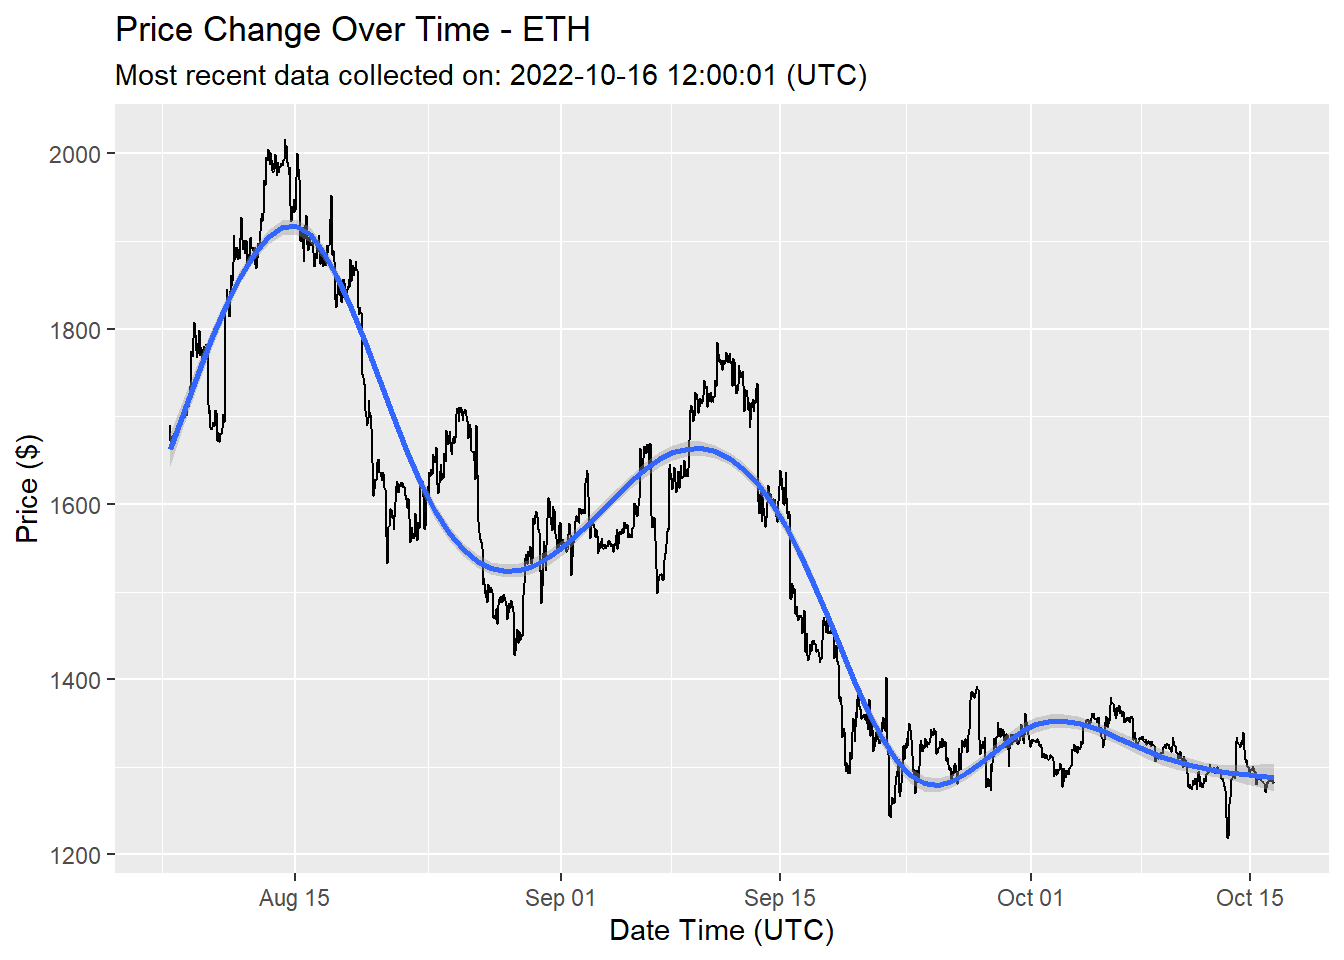 Price Change Over Time - ETH
Most recent data collected on: 2022-10-16 12:00:01 (UTC)
2000
1800
1600
1400
1200
Price ($)
Aug 15
Sep 01
Sep 15
Oct 01
Oct 15
Date Time (UTC)